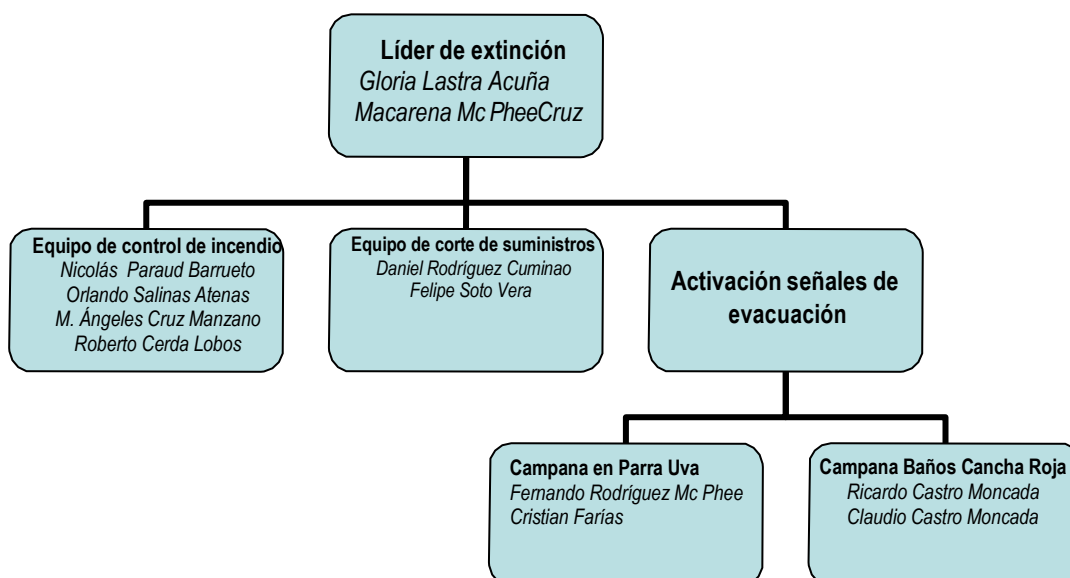 Líder de extinción
Gloria Lastra Acuña
Macarena Mc PheeCruz
Equipo de control de incendio
Nicolás Paraud Barrueto
Orlando Salinas Atenas
M. Ángeles Cruz Manzano
Roberto Cerda Lobos
Equipo de corte de suministros
Daniel Rodríguez Cuminao
Felipe Soto Vera
Activación señales de
evacuación
Campana en Parra Uva
Fernando Rodríguez Mc Phee
Cristian Farías
Campana Baños Cancha Roja
Ricardo Castro Moncada
Claudio Castro Moncada